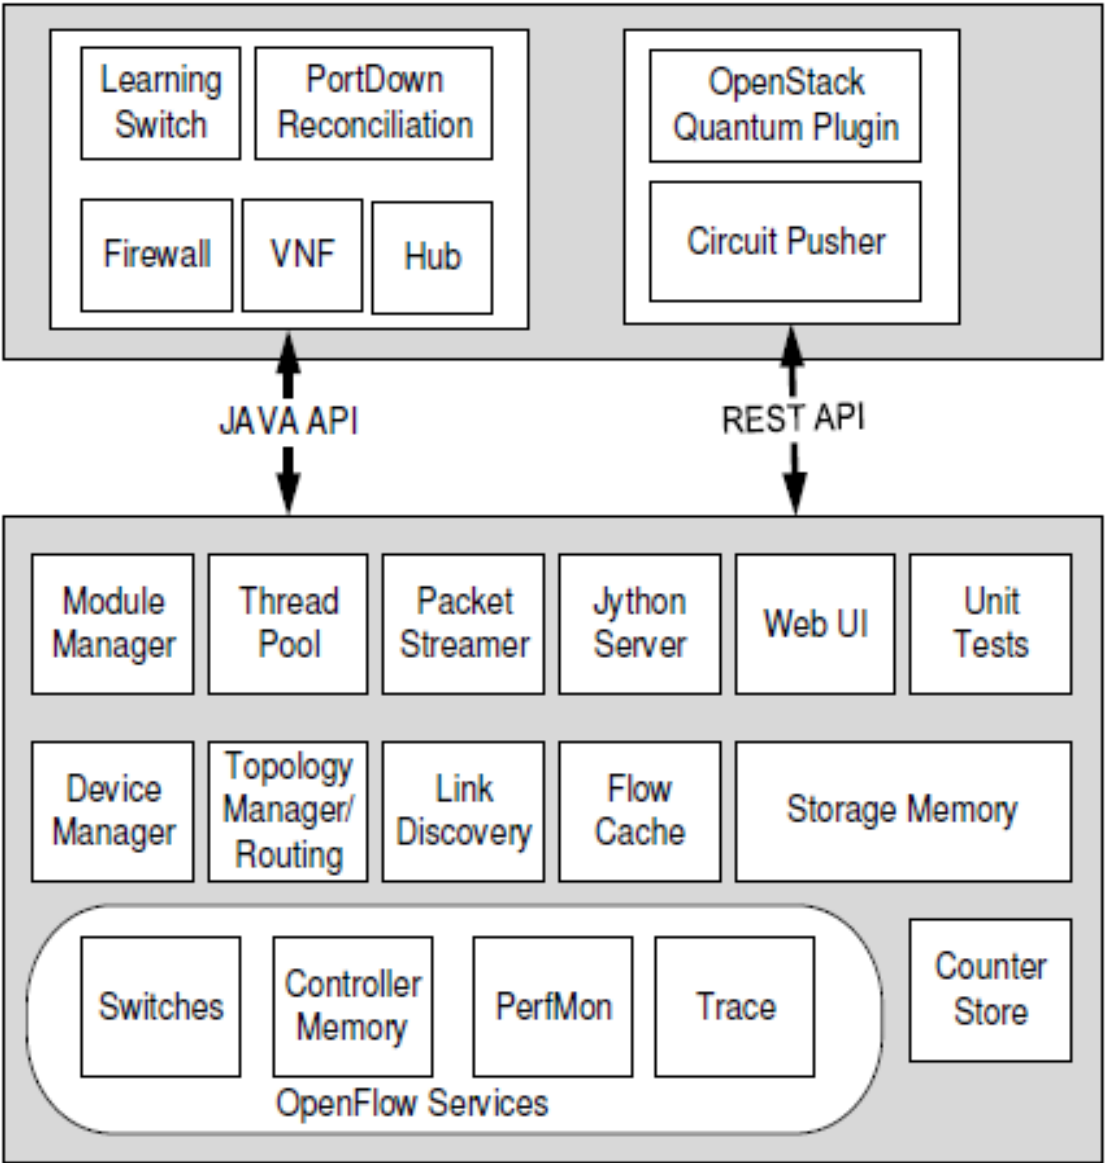 Learning
Switch
PortDown
Reconciliation
OpenStack
Quantum Plugin
Firewall
VNF
Hub
Circuit Pusher
JAVA API
REST API
Module
Manager
Thread
Pool
Packet
Streamer
Jython
Server
Web UI
Unit
Tests
Device
Manager
Topology
Manager/
Routing
Link
Discovery
Flow
Cache
Storage Memory
Switches
Controller
Memory
PerfMon
Trace
OpenFlow Services
Counter
Store